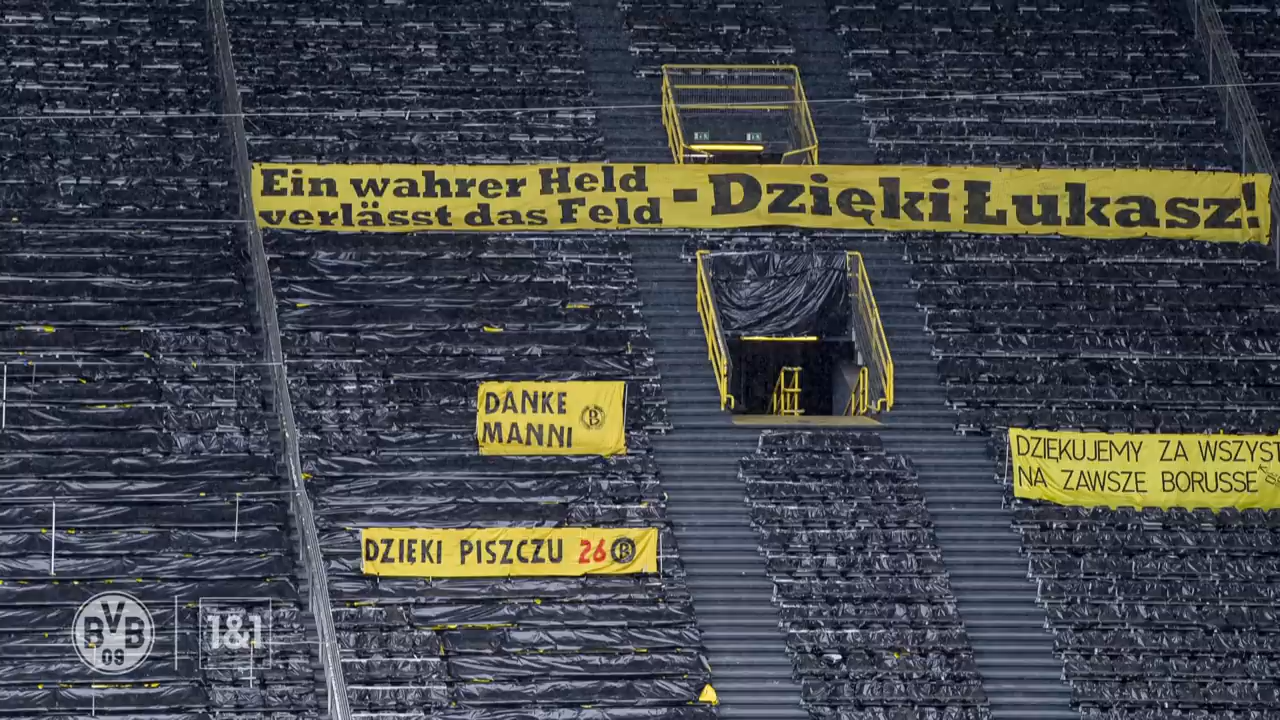 Ein wahrer Held
verlässt das Feld
- Dzięki Łukasz!
DANKE
MANNI
DZIĘKUJEMY ZA WSZYST
NA ZAWSZE BORUSSE
DZIĘKI PISZCZU 26
BVB
09
1&1